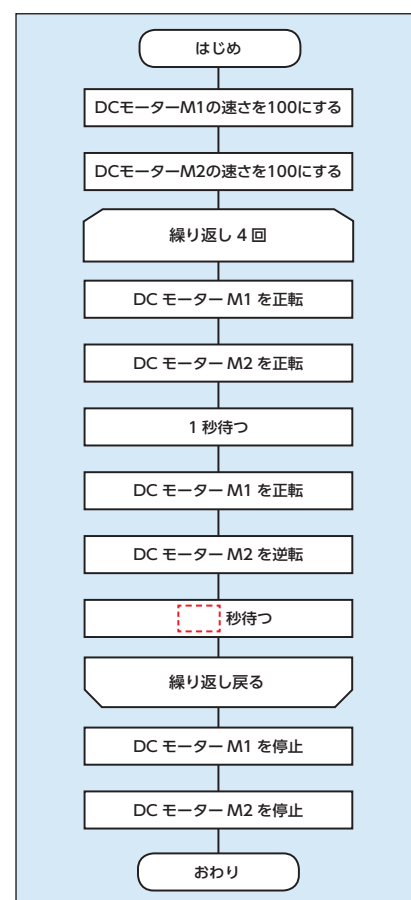 はじめ
DCモーターM1の速さを100にする
DCモーターM2の速さを100にする
繰り返し 4 回
DC モーター M1 を正転
DC モーター M2 を正転
1 秒待つ
DC モーター M1 を正転
DC モーター M2 を逆転
秒待つ
繰り返し戻る
DC モーター M1 を停止
DC モーター M2 を停止
おわり